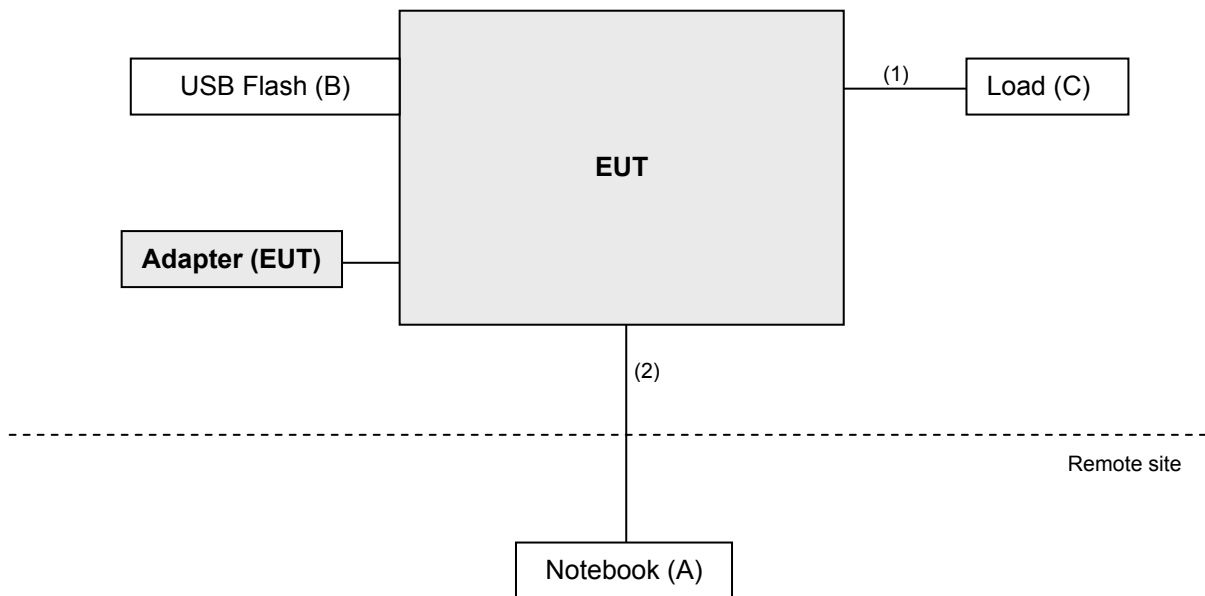 USB Flash (B)
(1)
Load (C)
EUT
Adapter (EUT)
(2)
Remote site
Notebook (A)